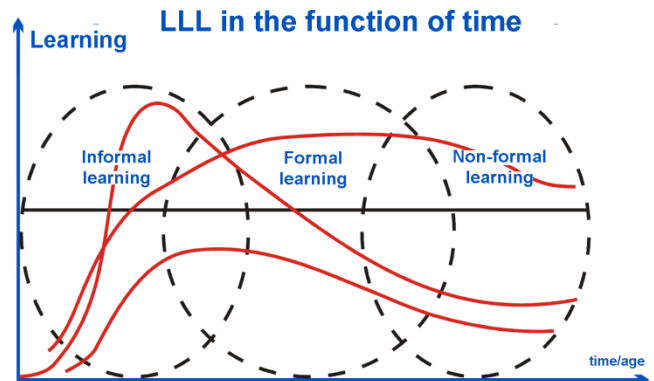 LLL in the function of time
Learning
Informal
learning
Formal
learning
Non-formal
learning
time/age